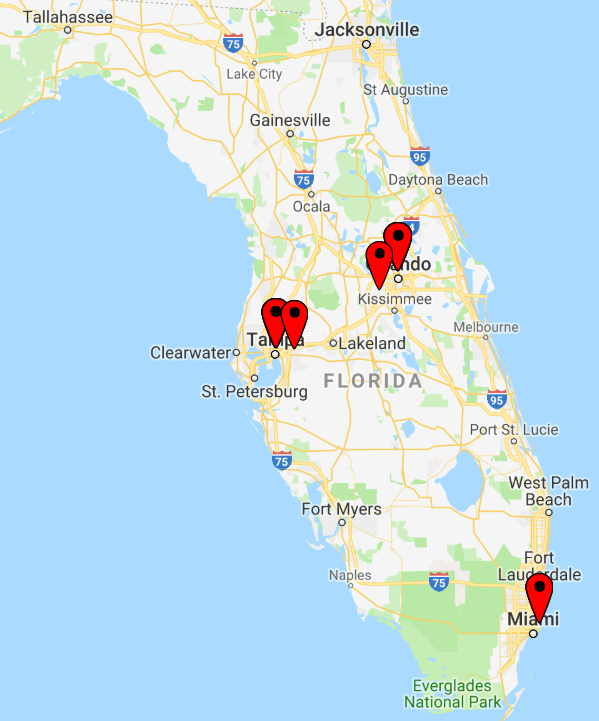 Tallahassee
Jacksonville
75
Lake City
St Augustine
Gainesville
95
75
Daytona Beach
Ocala
Kissimmee
Melbourne
Clearwater
Lakeland
FLORIDA
St. Petersburg
95
Port St. Lucie
75
West Palm
Beach
Fort Myers
Fort
Lauderdale
Naples
75
Miami
Everglades
National Park